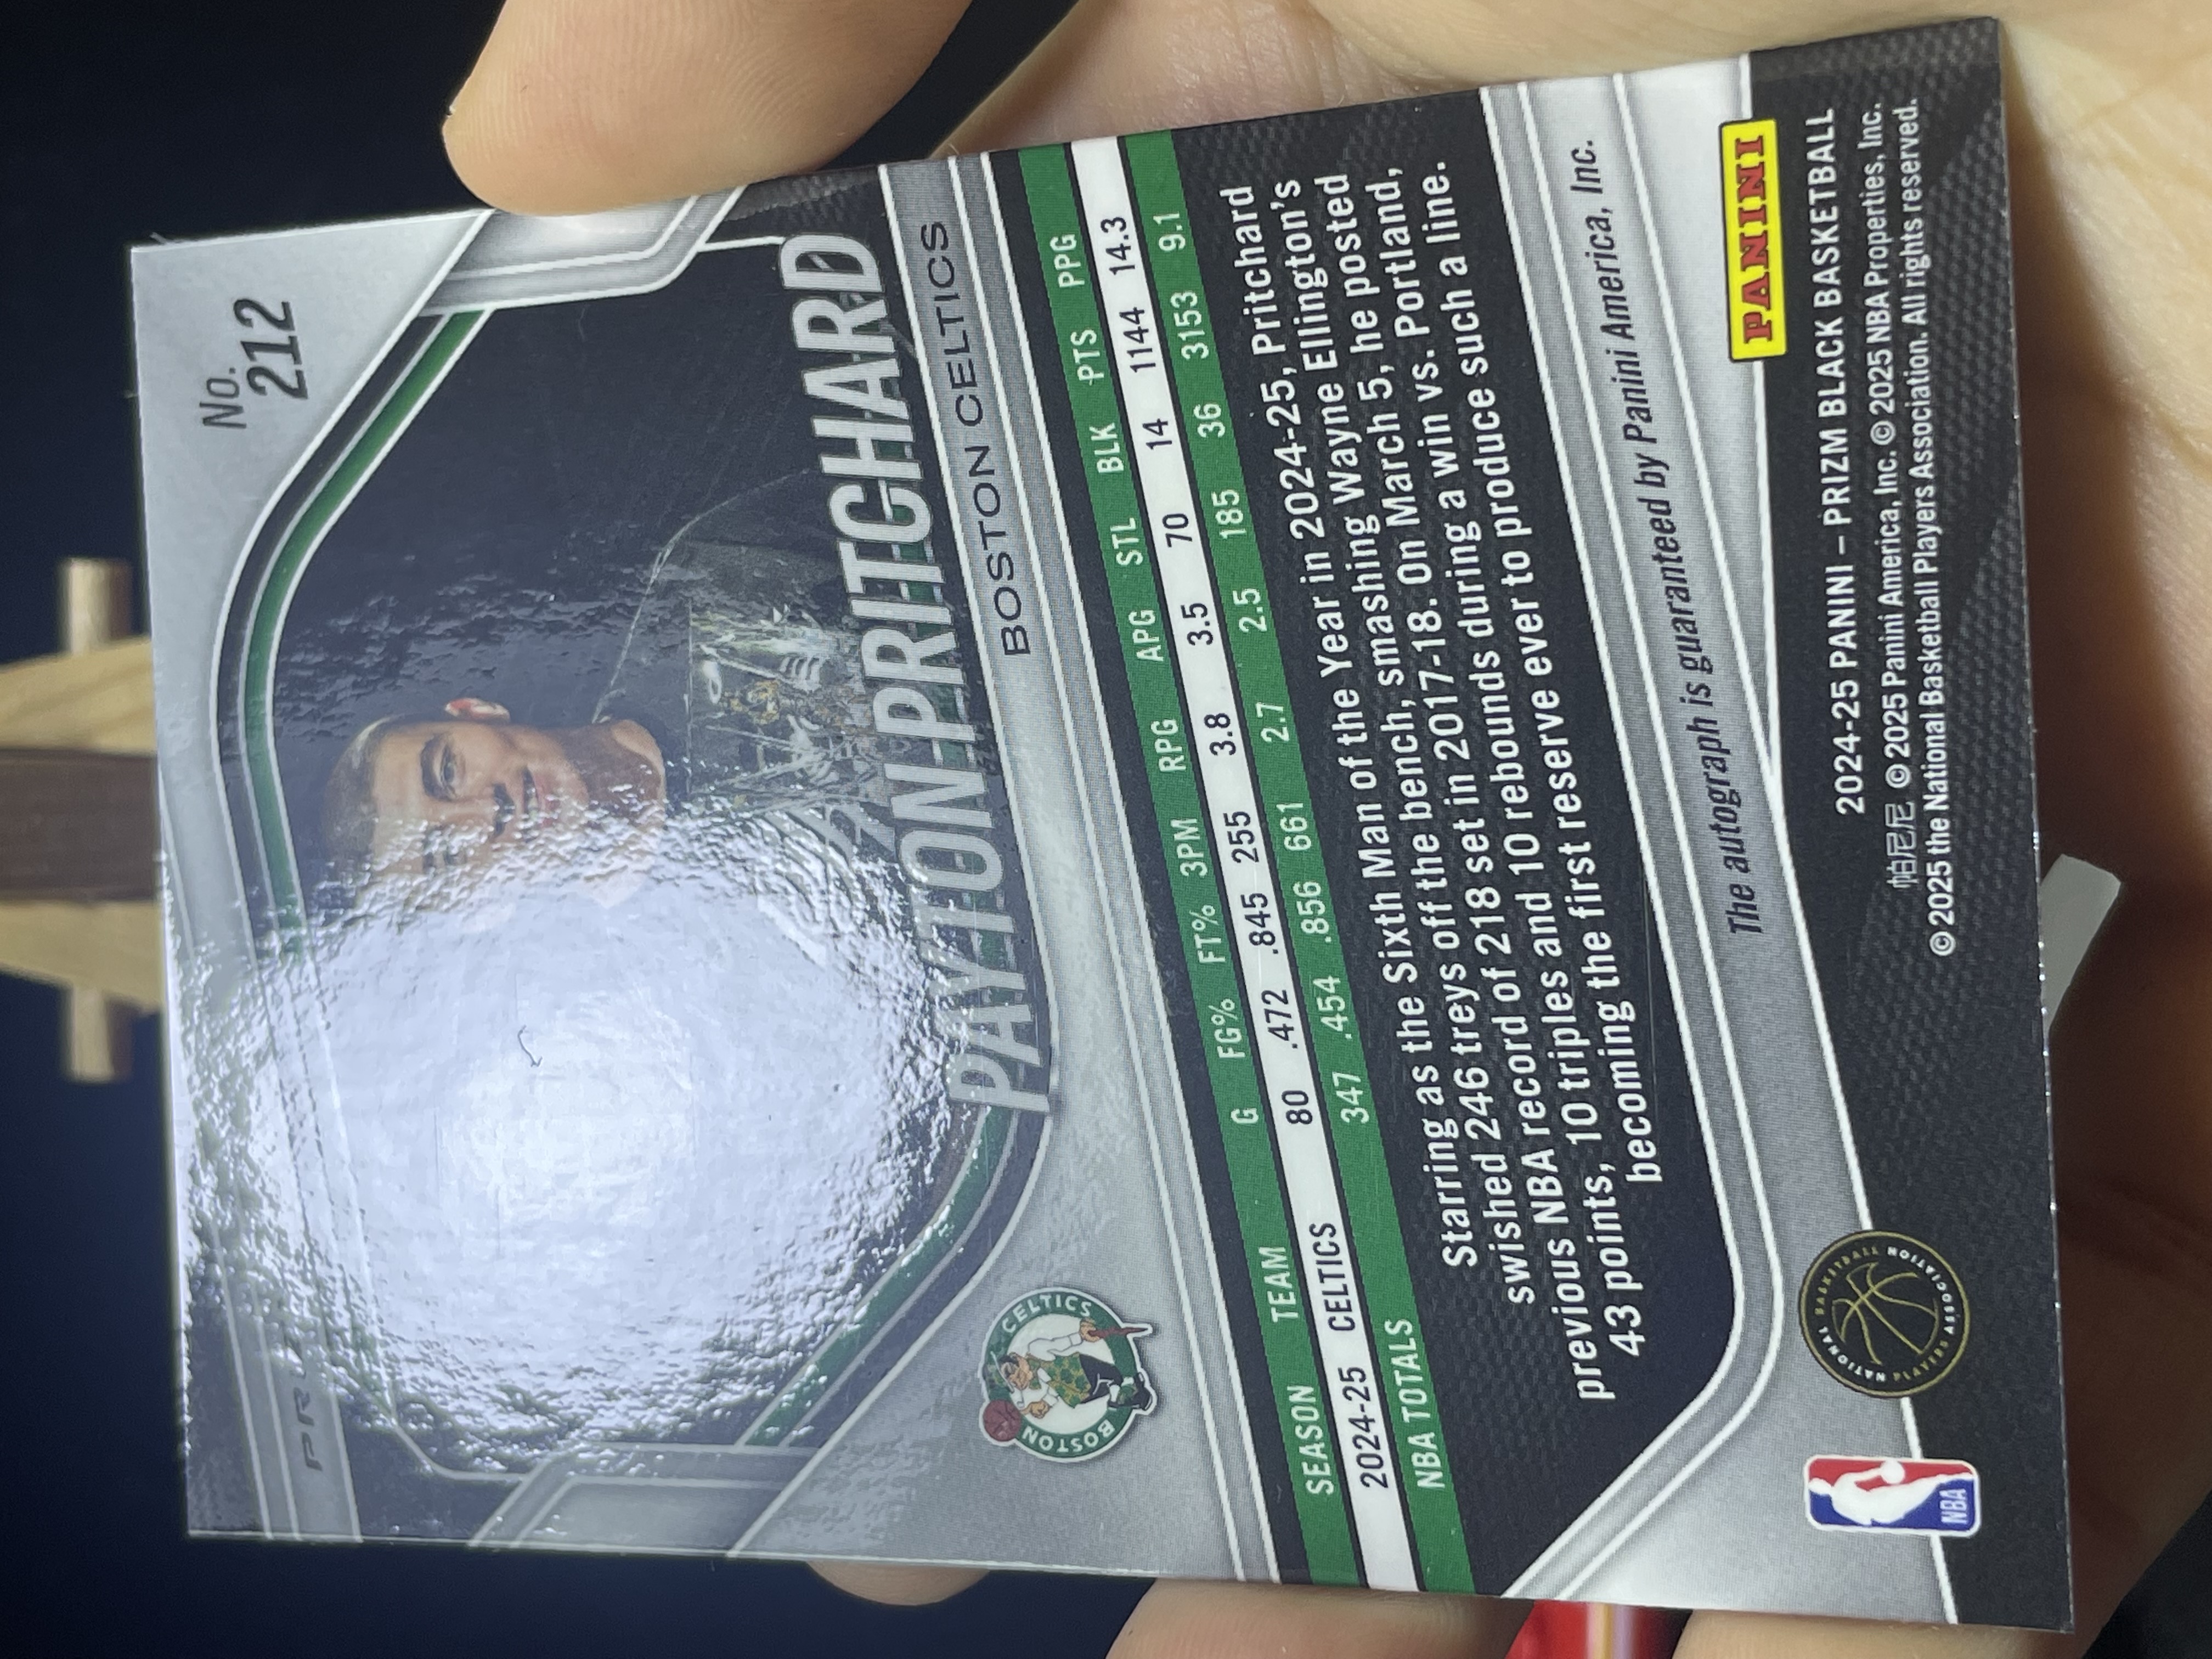 No.
212
PAYTON PRITCHARD
BOSTON CELTICS
BOSTON CELTICS
SEASON TEAM G FG% FT% 3PM RPG APG STL BLK PTS PPG
2024-25 CELTICS 80 .472 .845 255 3.8 3.5 70 14 1144 14.3
NBA TOTALS 347 .454 .856 661 2.7 2.5 185 36 3153 9.1
Starring as the Sixth Man of the Year in 2024-25, Pritchard
swished 246 treys off the bench, smashing Wayne Ellington's
previous NBA record of 218 set in 2017-18. On March 5, he posted
43 points, 10 triples and 10 rebounds during a win vs. Portland,
becoming the first reserve ever to produce such a line.
The autograph is guaranteed by Panini America, Inc.
NBA
NATIONAL BASKETBALL PLAYERS ASSOCIATION
PANINI
2024-25 PANINI – PRIZM BLACK BASKETBALL
帕尼尼 © 2025 Panini America, Inc. © 2025 NBA Properties, Inc.
© 2025 the National Basketball Players Association. All rights reserved.